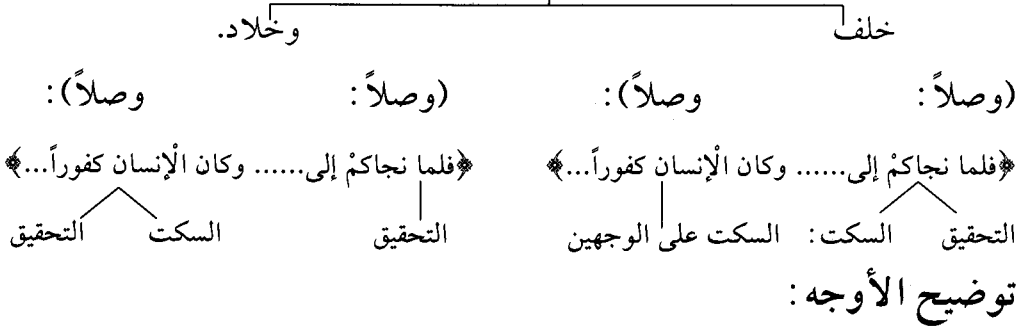 خلف وخلاد.
(وصلاً: وصلاً): (وصلاً: وصلاً):
﴿فلما نجاكمْ إلى...... وكان الْإنسان كفوراً...﴾ ﴿فلما نجاكمْ إلى...... وكان الْإنسان كفوراً...﴾
التحقيق السكت: السكت على الوجهين التحقيق السكت التحقيق
توضيح الأوجه: